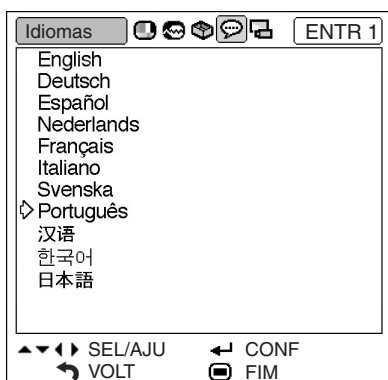 Idiomas ENTR 1
English
Deutsch
Español
Nederlands
Français
Italiano
Svenska
Português
汉语
한국어
日本語
SEL/AJU CONF
VOLT FIM